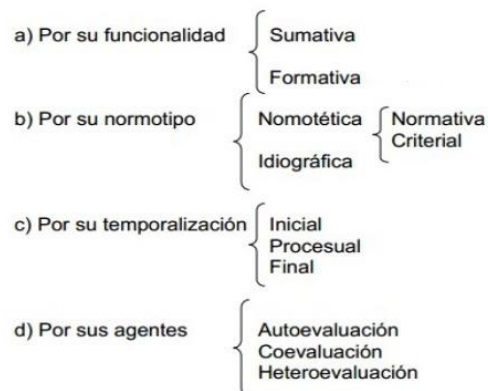 a) Por su funcionalidad
Sumativa
Formativa
b) Por su normotipo
Nomotética
Normativa
Criterial
Idiográfica
c) Por su temporalización
Inicial
Procesual
Final
d) Por sus agentes
Autoevaluación
Coevaluación
Heteroevaluación